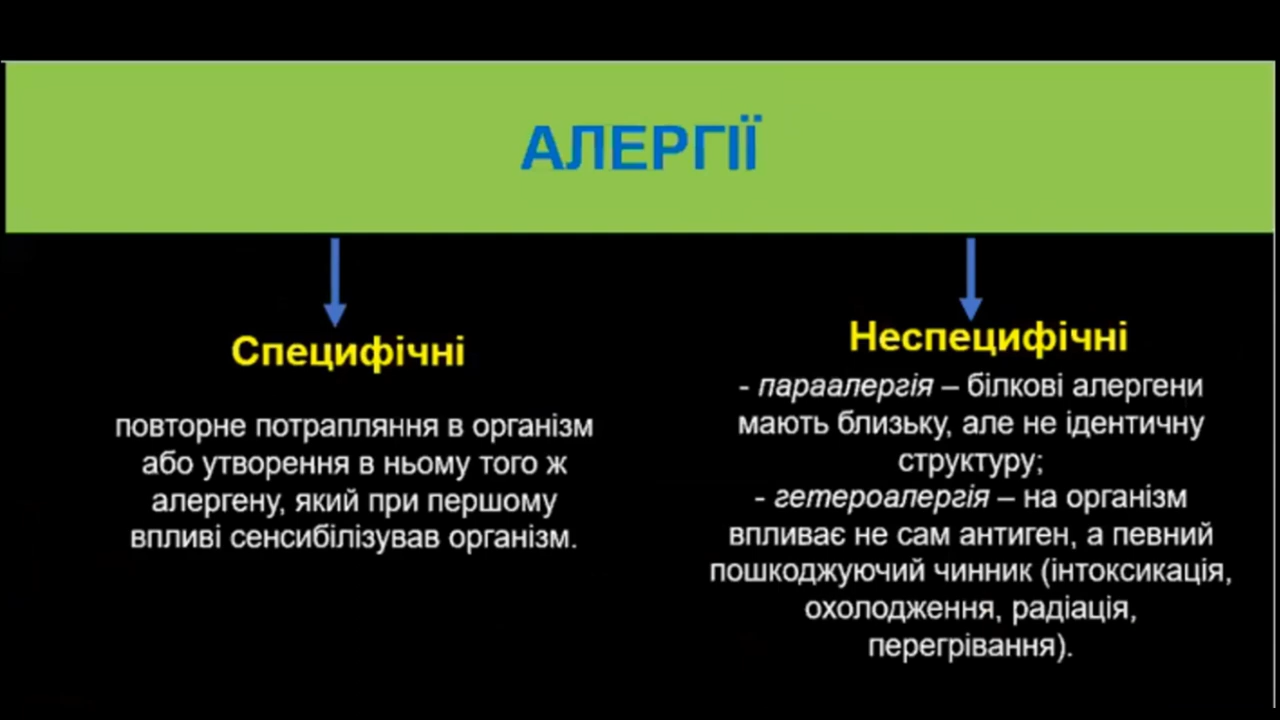 АЛЕРГІЇ
Специфічні
повторне потрапляння в організм
або утворення в ньому того ж
алергену, який при першому
впливі сенсибілізував організм.
Неспецифічні
- параалергія – білкові алергени
мають близьку, але не ідентичну
структуру;
- гетероалергія – на організм
впливає не сам антиген, а певний
пошкоджуючий чинник (інтоксикація,
охолодження, радіація,
перегрівання).